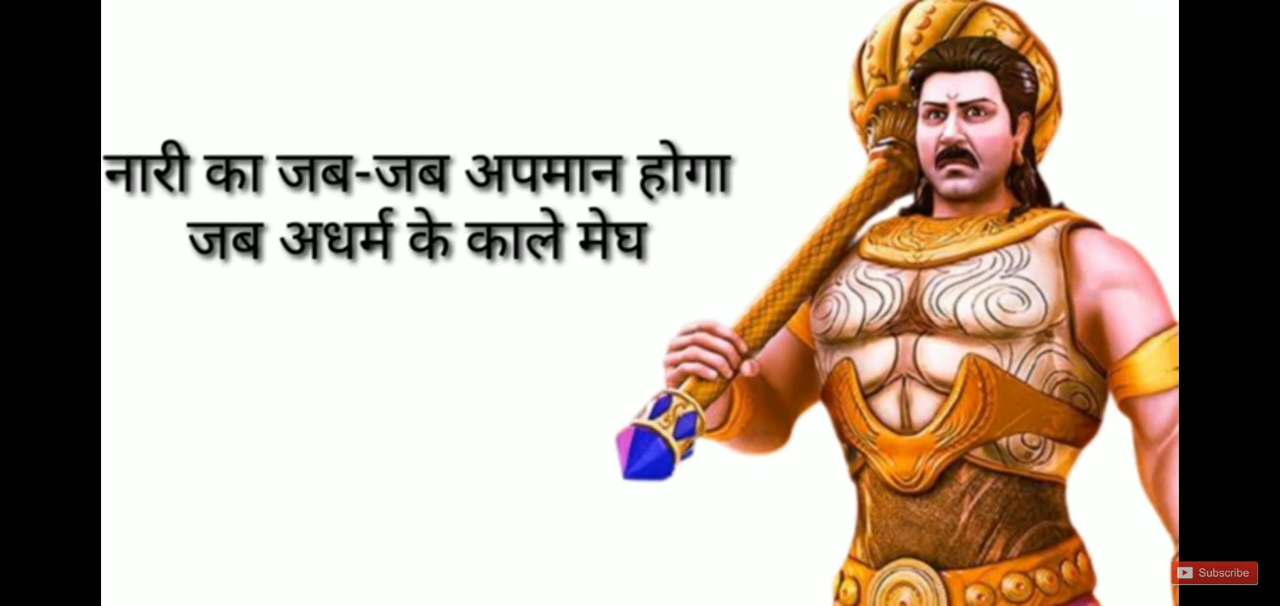 नारी का जब-जब अपमान होगा
जब अधर्म के काले मेघ
Subscribe